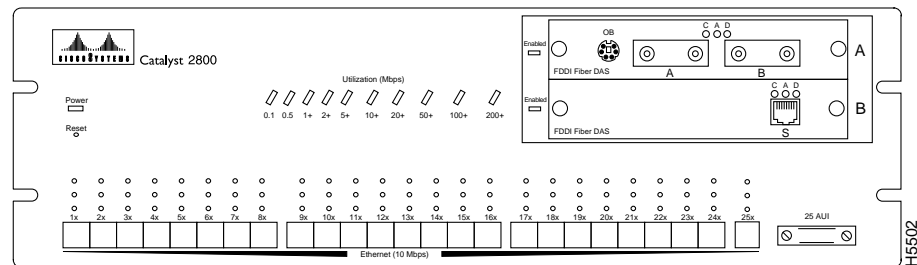 CISCO SYSTEMS
Catalyst 2800
Power
Reset
Utilization (Mbps)
0.1 0.5 1+ 2+ 5+ 10+ 20+ 50+ 100+ 200+
Enabled
OB
C A D
A B
FDDI Fiber DAS
A
Enabled
C A D
S
FDDI Fiber DAS
B
1x 2x 3x 4x 5x 6x 7x 8x 9x 10x 11x 12x 13x 14x 15x 16x 17x 18x 19x 20x 21x 22x 23x 24x 25x
25 AUI
Ethernet (10 Mbps)
H5502